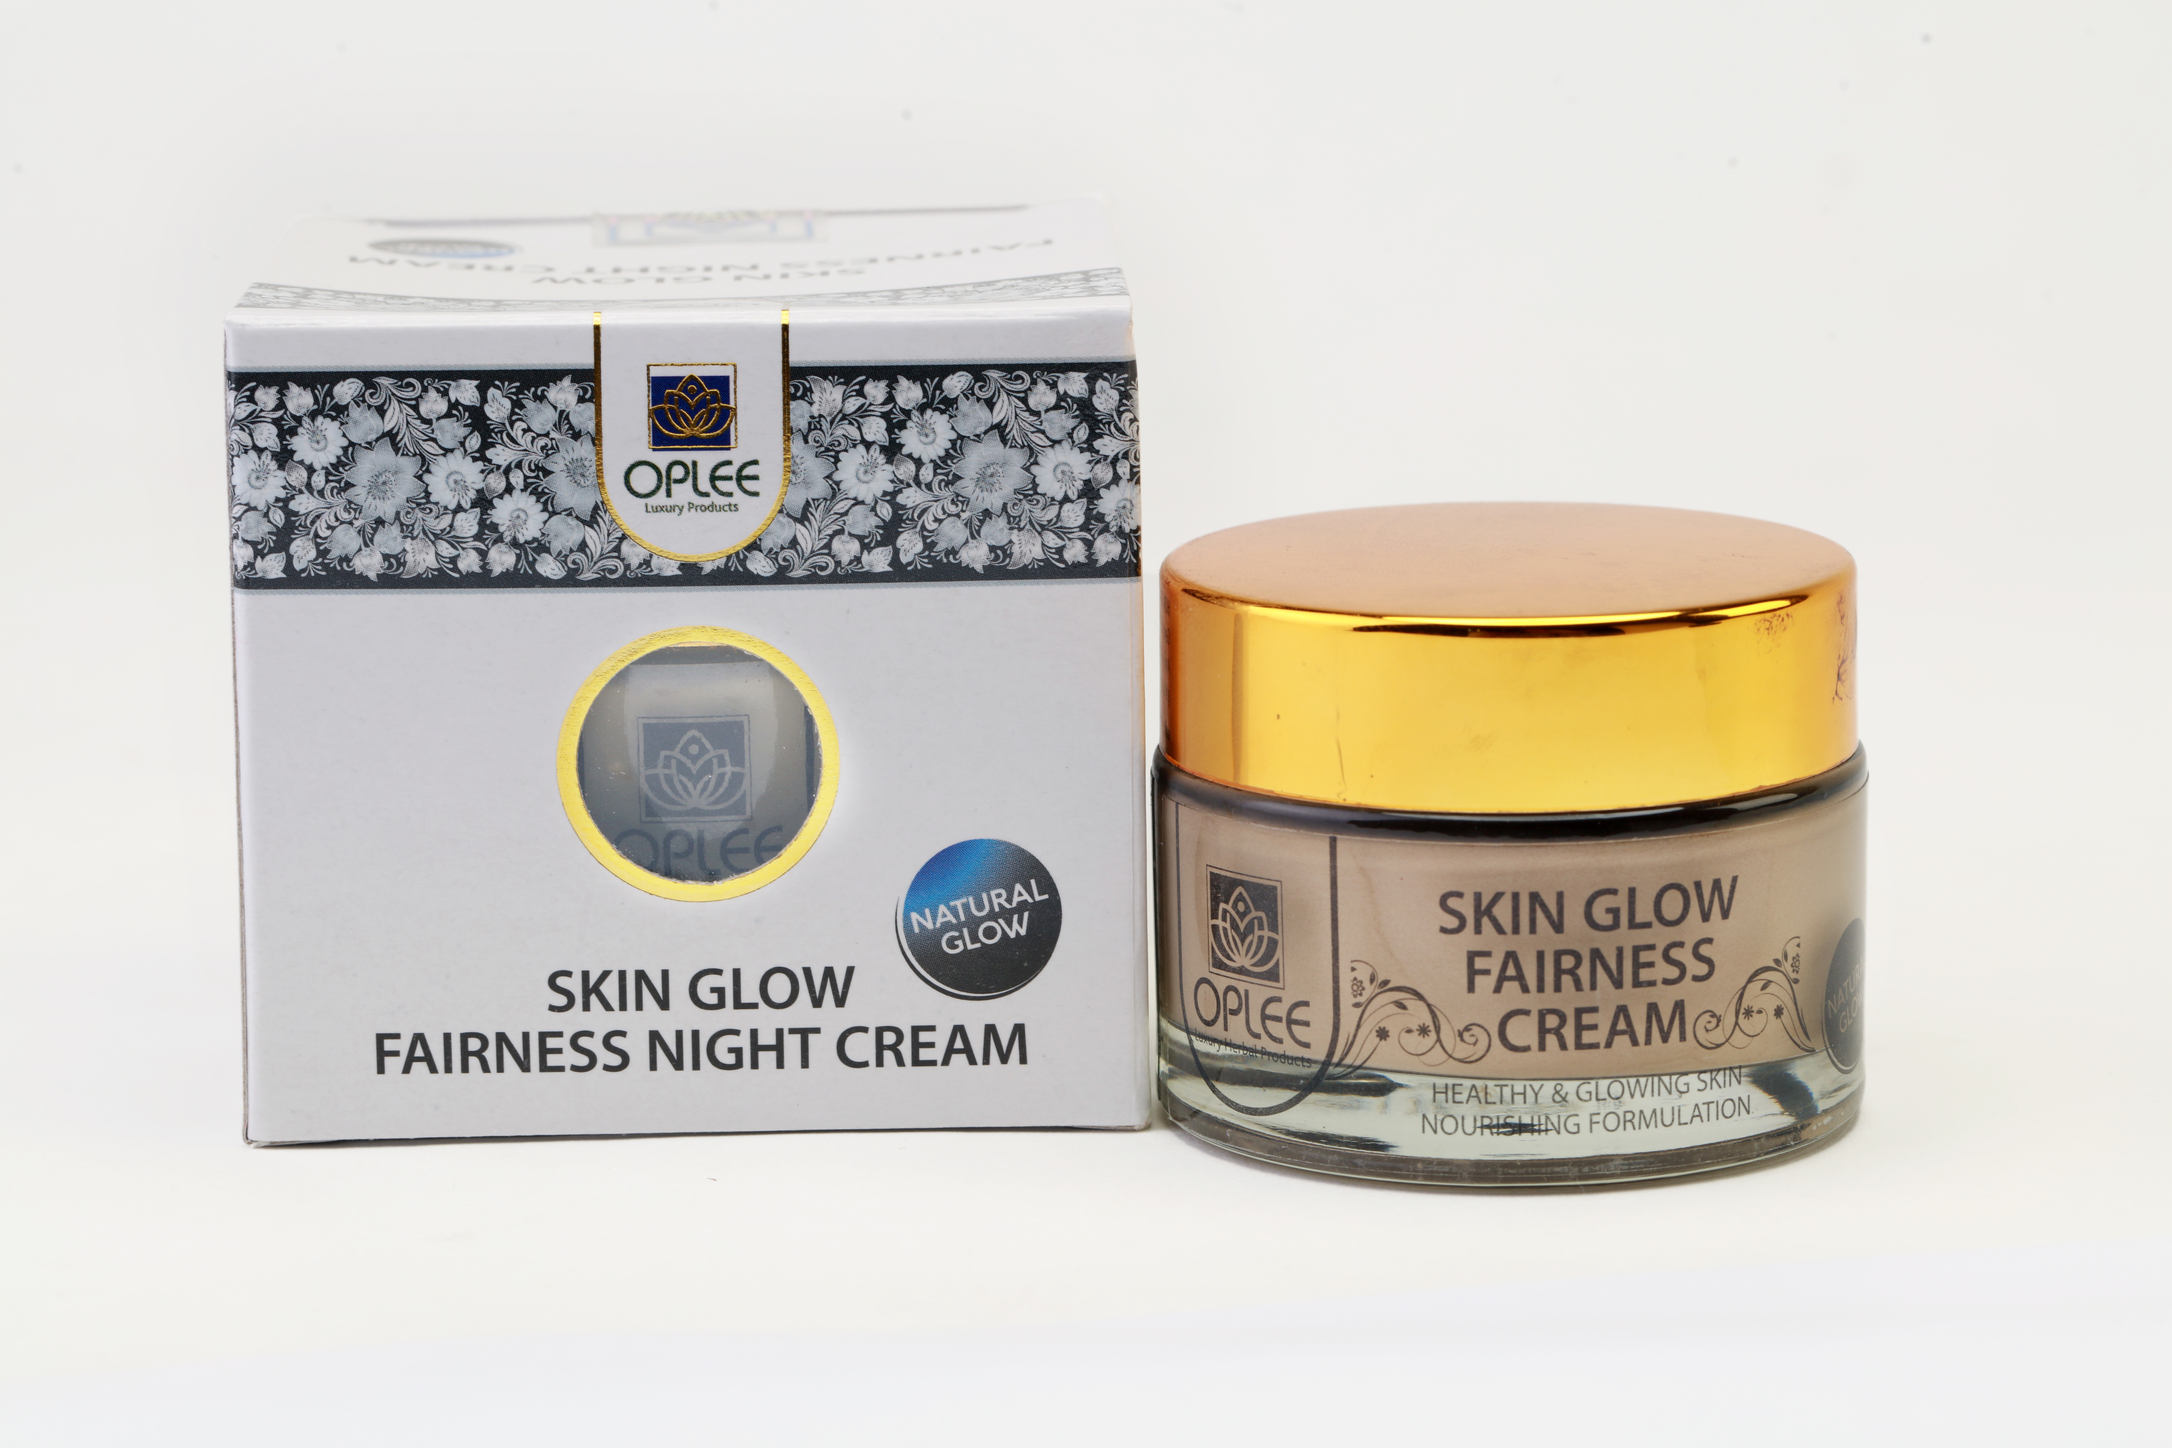 SKIN GLOW
FAIRNESS NIGHT CREAM
OPLEE
Luxury Products
OPLEE
NATURAL
GLOW
SKIN GLOW
FAIRNESS NIGHT CREAM
OPLEE
Luxury Herbal Products
SKIN GLOW
FAIRNESS
CREAM
HEALTHY & GLOWING SKIN
NOURISHING FORMULATION